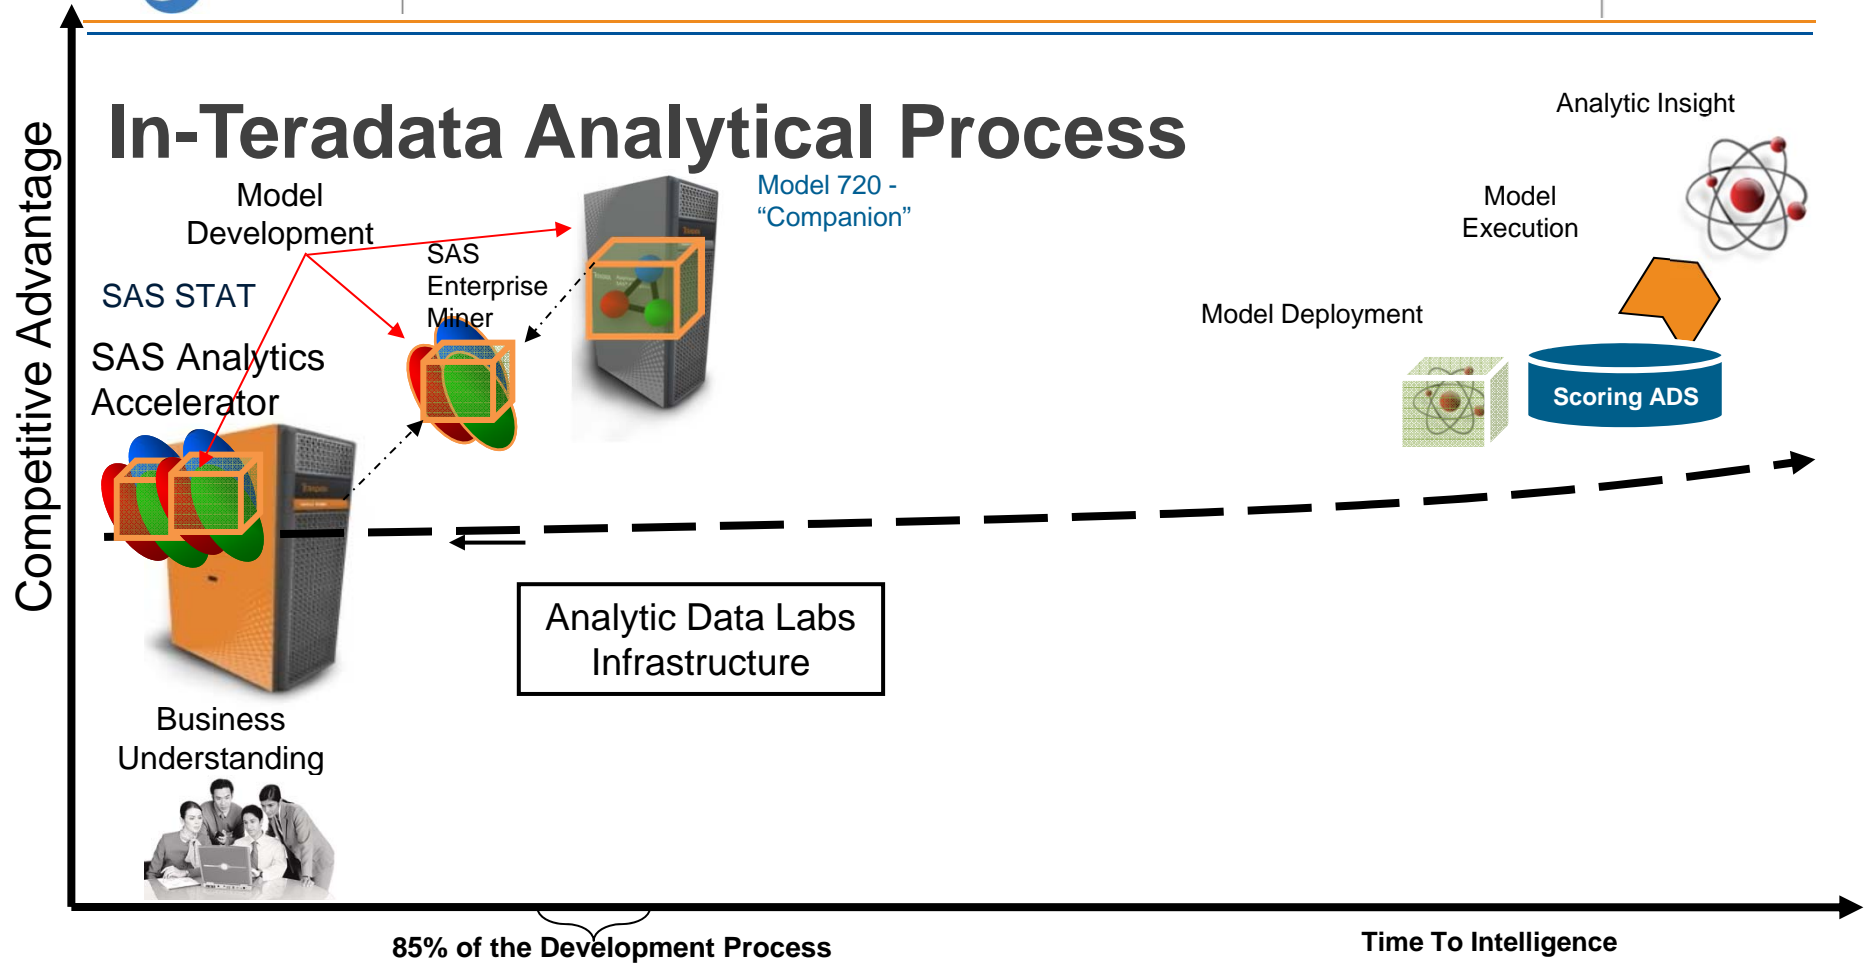 In-Teradata Analytical Process
Analytic Insight
Model
Execution
Model 720 -
“Companion”
Model
Development
SAS
Enterprise
Miner
SAS STAT
SAS Analytics
Accelerator
Model Deployment
Scoring ADS
Competitive Advantage
Analytic Data Labs
Infrastructure
Business
Understanding
85% of the Development Process
Time To Intelligence